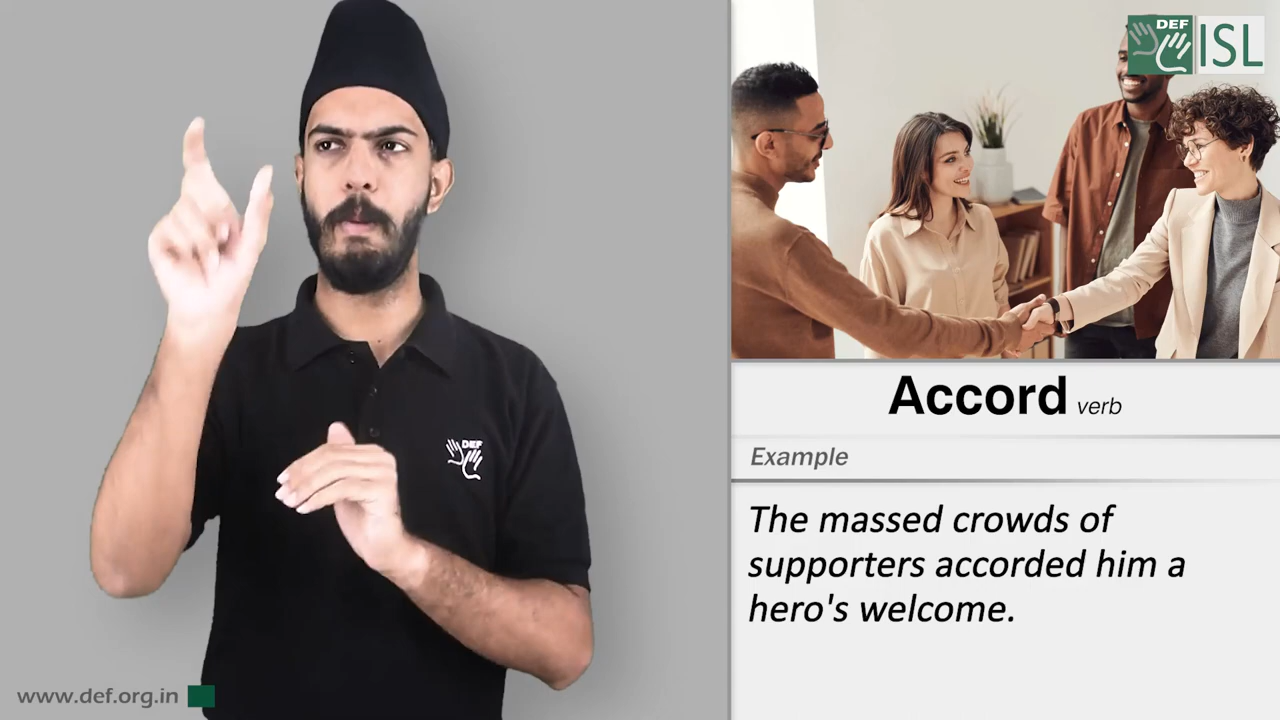 DEF ISL
Accord verb
Example
DEF
The massed crowds of
supporters accorded him a
hero's welcome.
www.def.org.in